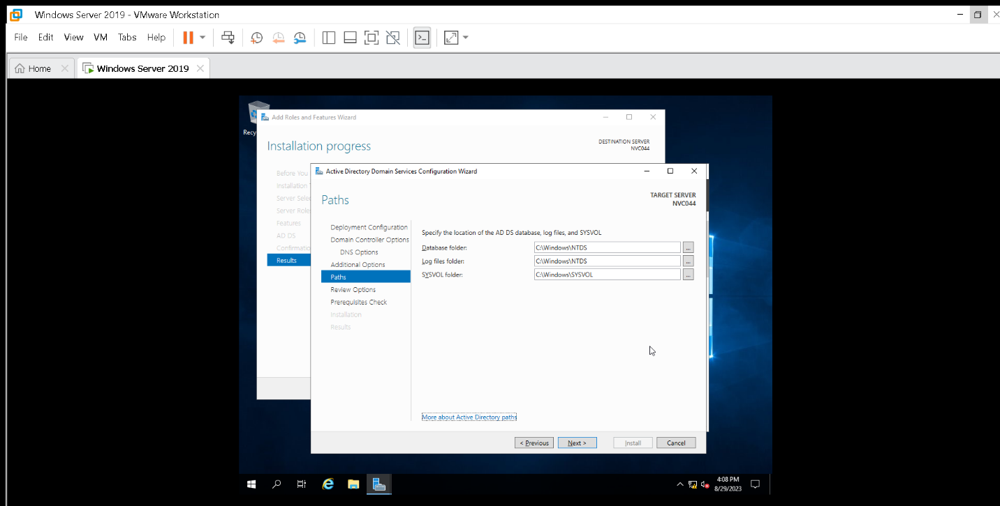 Windows Server 2019 - VMware Workstation
File Edit View VM Tabs Help
Home Windows Server 2019
Recy
Add Roles and Features Wizard
Installation progress
DESTINATION SERVER
NVC044
Before You
Installation
Server Selec
Server Roles
Features
AD DS
Confirmatio
Results
Active Directory Domain Services Configuration Wizard
Paths
TARGET SERVER
NVC044
Deployment Configuration
Domain Controller Options
DNS Options
Additional Options
Paths
Review Options
Prerequisites Check
Installation
Results
Specify the location of the AD DS database, log files, and SYSVOL
Database folder: C:\Windows\NTDS ...
Log files folder: C:\Windows\NTDS ...
SYSVOL folder: C:\Windows\SYSVOL ...
More about Active Directory paths
< Previous Next > Install Cancel
4:08 PM
8/29/2023